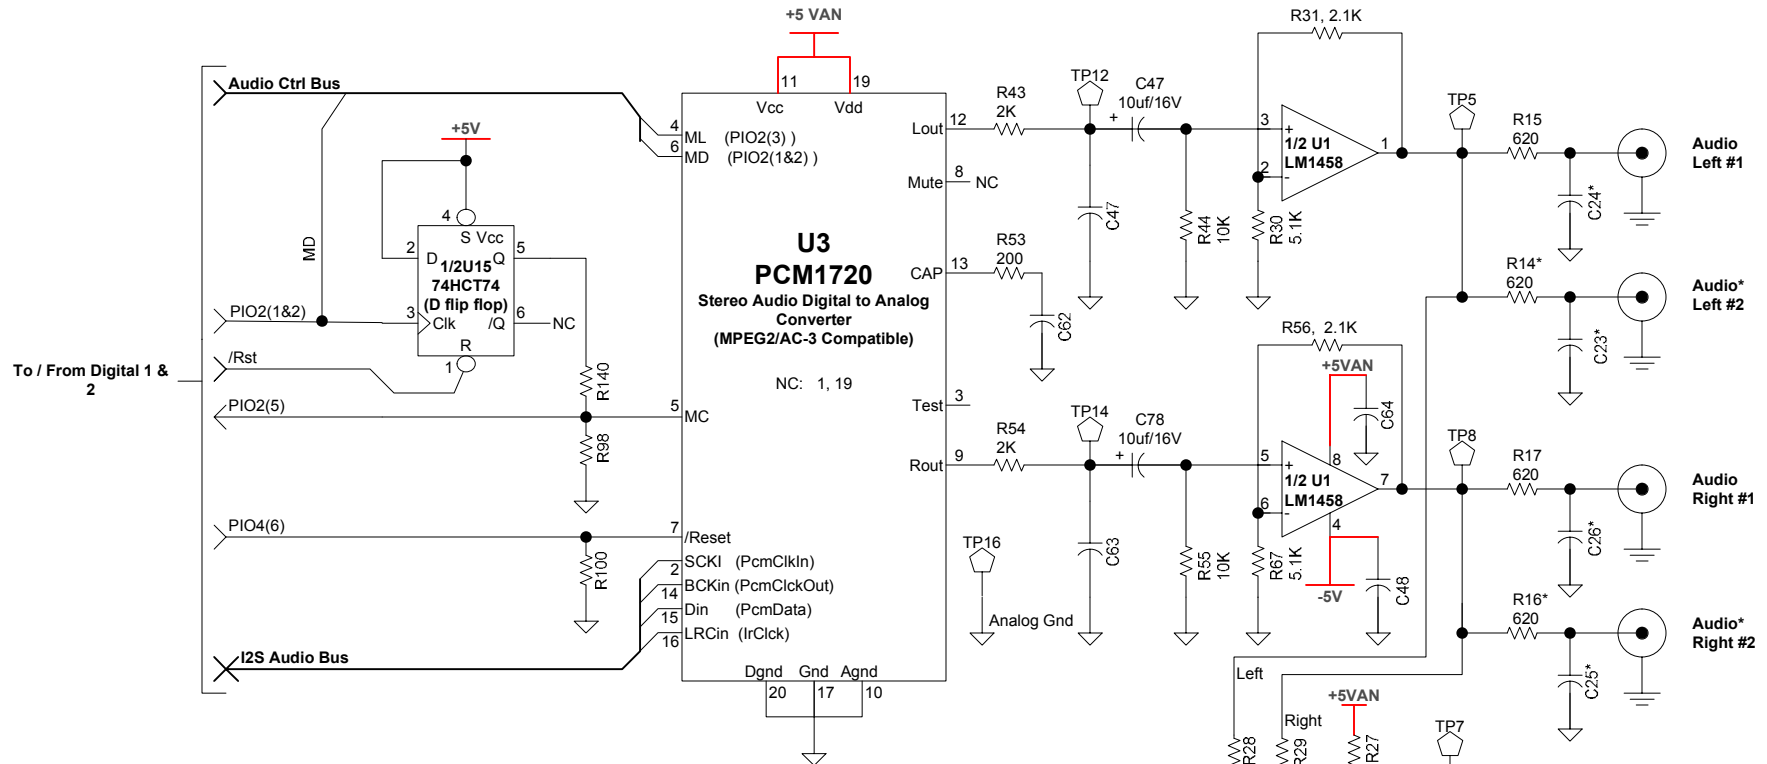 +5 VAN
R31, 2.1K
Audio Ctrl Bus
11
19
Vcc
Vdd
R43
2K
TP12
C47
10uf/16V
+
TP5
R15
620
Audio
Left #1
+5V
4
ML
(PIO2(3) )
6
MD
(PIO2(1&2) )
Lout
12
3
+
1/2 U1
LM1458
1
2
-
Mute
8
NC
C47
R44
10K
R30
5.1K
C24*
MD
4
S
Vcc
2
D
1/2U15
Q
5
74HCT74
(D flip flop)
3
Clk
/Q
6
NC
R
1
U3
PCM1720
Stereo Audio Digital to Analog
Converter
(MPEG2/AC-3 Compatible)
NC: 1, 19
CAP
13
R53
200
C62
R14*
620
Audio*
Left #2
C23*
PIO2(1&2)
/Rst
To / From Digital 1 &
2
PIO2(5)
R140
R98
5
MC
R56, 2.1K
+5VAN
C64
Test
3
TP14
C78
10uf/16V
+
R54
2K
Rout
9
5
+
8
1/2 U1
LM1458
7
6
-
4
TP8
R17
620
Audio
Right #1
C26*
PIO4(6)
R100
7
/Reset
SCKI
(PcmClkIn)
2
BCKin
(PcmClckOut)
14
Din
(PcmData)
15
LRCin
(lrClck)
16
I2S Audio Bus
TP16
Analog Gnd
C63
R55
10K
R67
5.1K
-5V
C48
R16*
620
Audio*
Right #2
C25*
Dgnd
Gnd
Agnd
20
17
10
Left
Right
+5VAN
TP7
R28
R29
R27